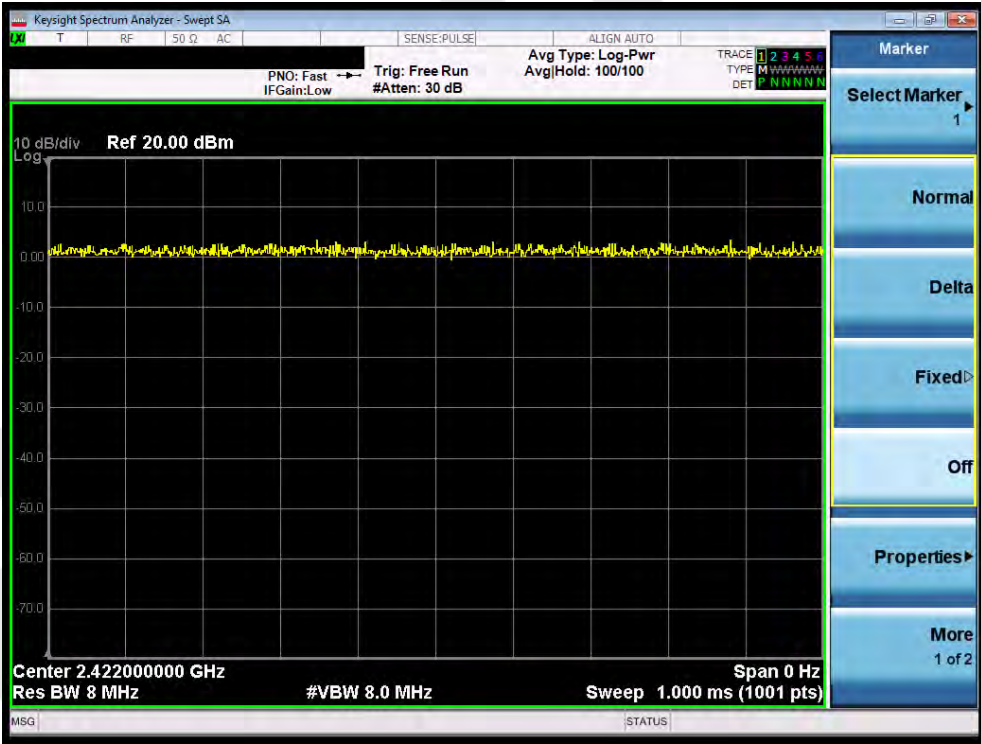 Keysight Spectrum Analyzer - Swept SA
LXI T RF 50 Ω AC SENSE:PULSE ALIGN AUTO
Marker
Avg Type: Log-Pwr
TRACE 1 2 3 4 5 6
PNO: Fast Trig: Free Run Avg|Hold: 100/100
TYPE M WWWWW
IFGain:Low #Atten: 30 dB
DET P N N N N N
Select Marker
1
10 dB/div Ref 20.00 dBm
Log
Normal
10.0
0.00
Delta
-10.0
-20.0
Fixed
-30.0
-40.0
Off
-50.0
Properties
-60.0
-70.0
More
1 of 2
Center 2.422000000 GHz Span 0 Hz
Res BW 8 MHz #VBW 8.0 MHz Sweep 1.000 ms (1001 pts)
MSG STATUS